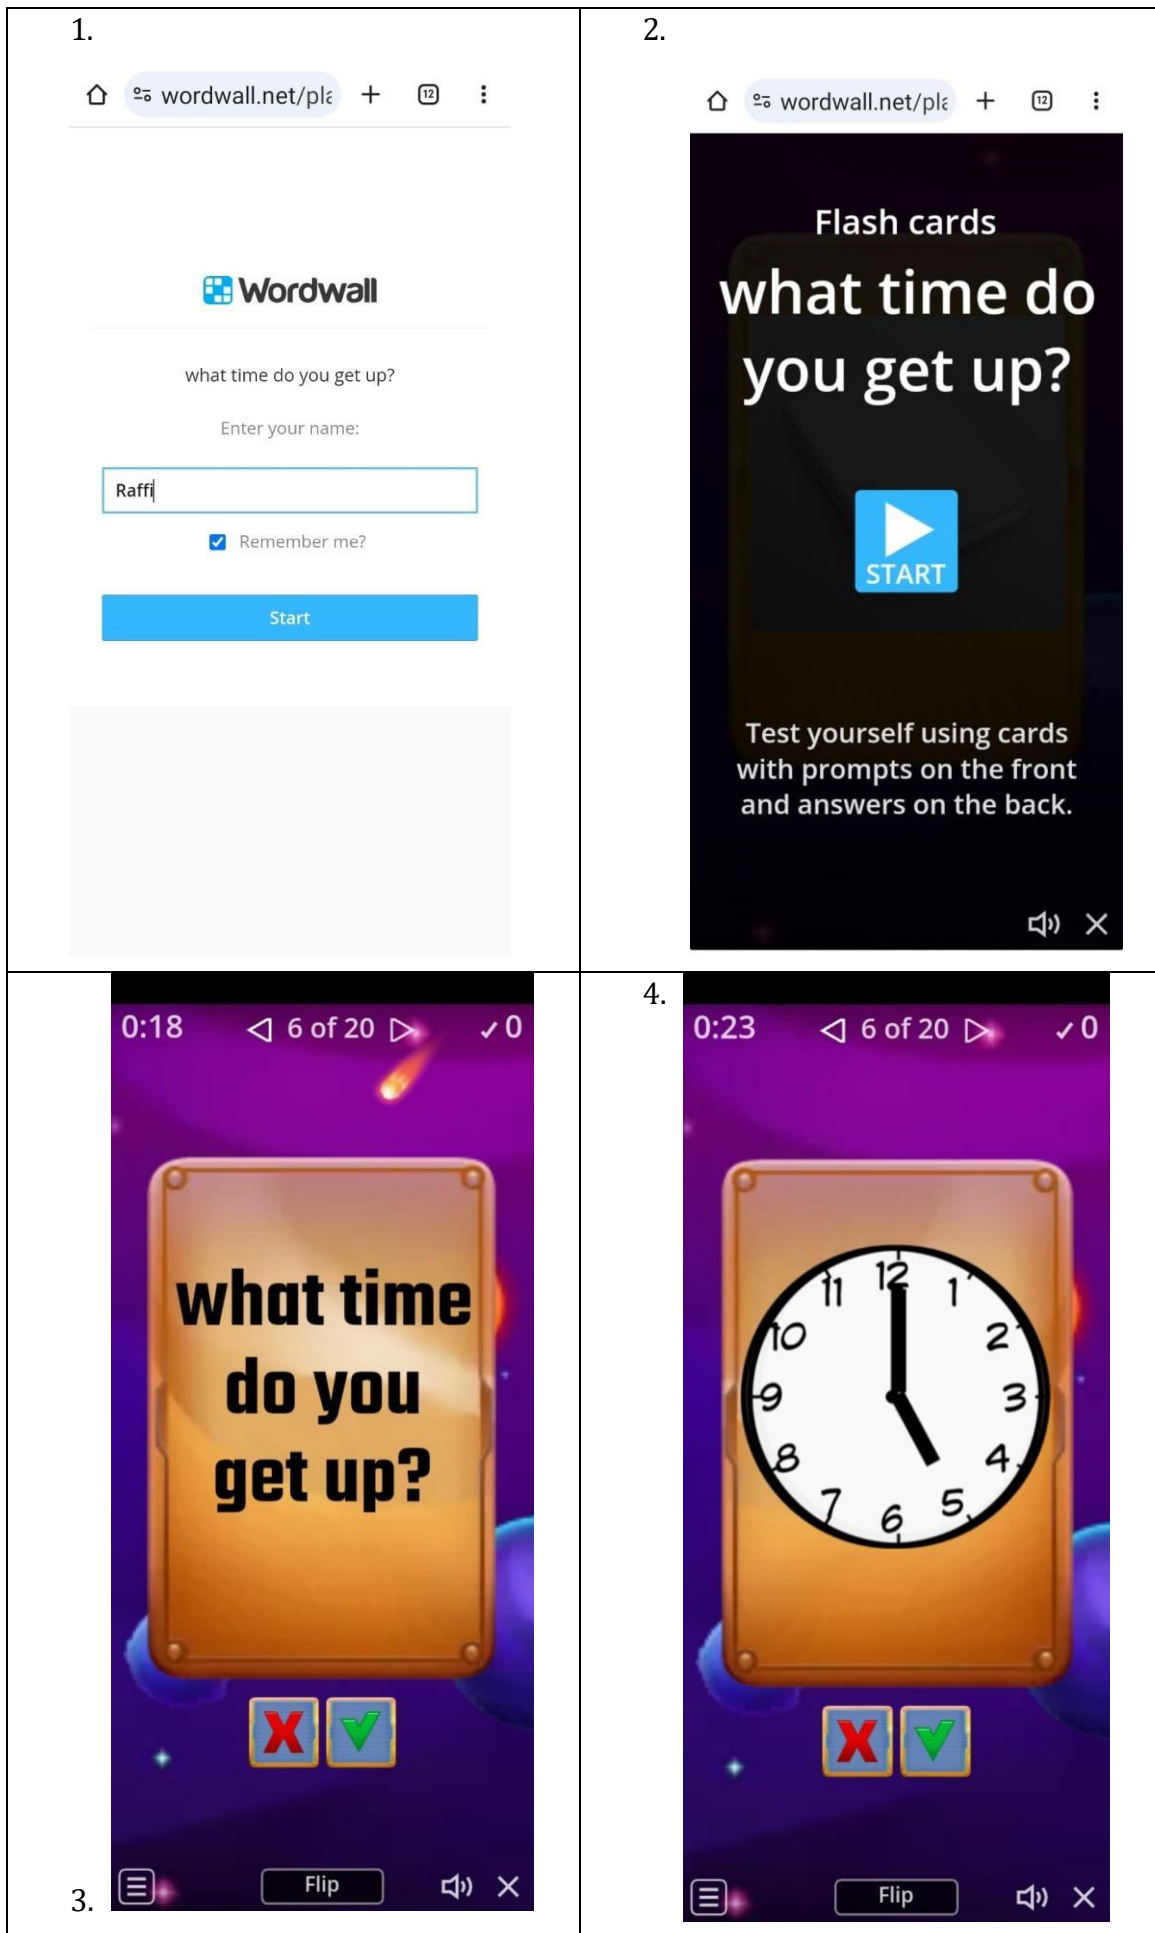 1.
wordwall.net/pla
12
Wordwall
what time do you get up?
Enter your name:
Raffi
Remember me?
Start
2.
wordwall.net/pla
12
Flash cards
what time do
you get up?
START
Test yourself using cards
with prompts on the front
and answers on the back.
3.
0:18 6 of 20 0
what time
do you
get up?
X
Flip
4.
0:23 6 of 20 0
12
11 1
10 2
9 3
8 4
7 5
6
X
Flip